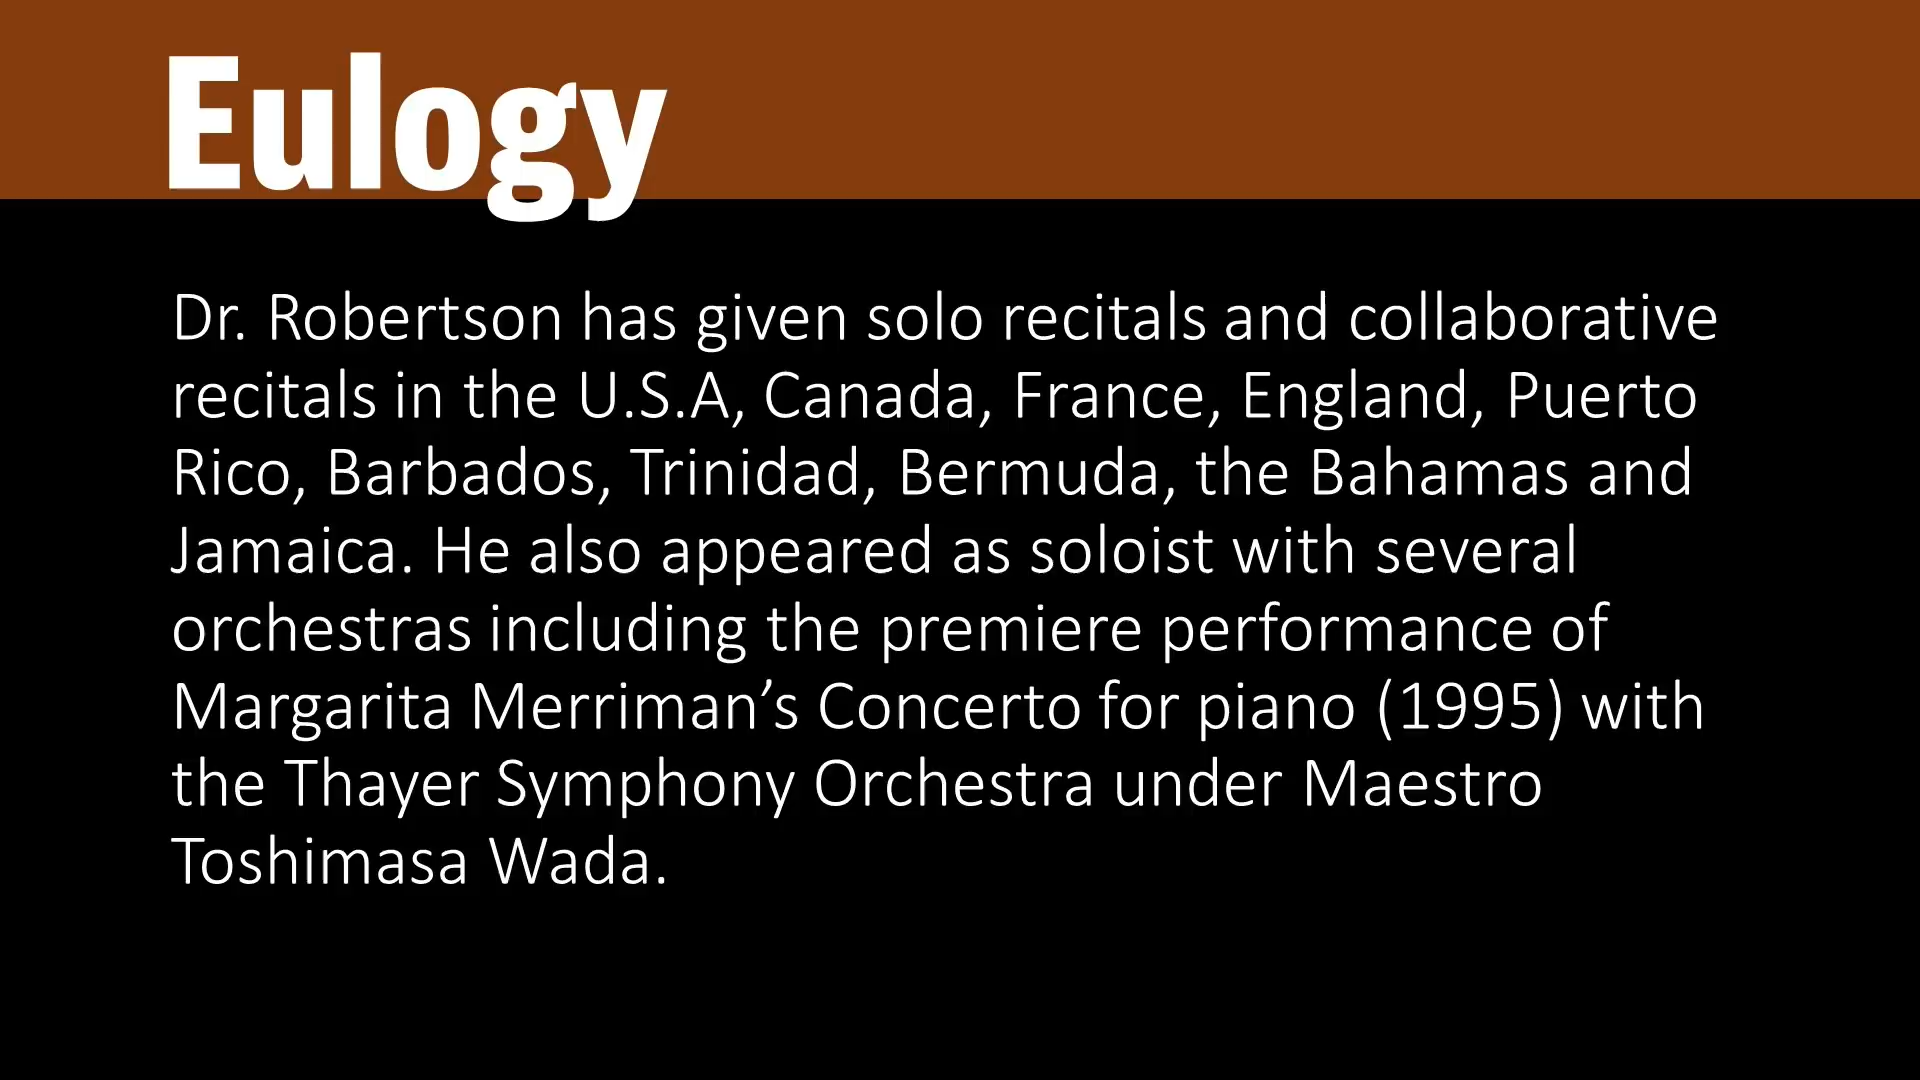 Eulogy
Dr. Robertson has given solo recitals and collaborative
recitals in the U.S.A, Canada, France, England, Puerto
Rico, Barbados, Trinidad, Bermuda, the Bahamas and
Jamaica. He also appeared as soloist with several
orchestras including the premiere performance of
Margarita Merriman’s Concerto for piano (1995) with
the Thayer Symphony Orchestra under Maestro
Toshimasa Wada.